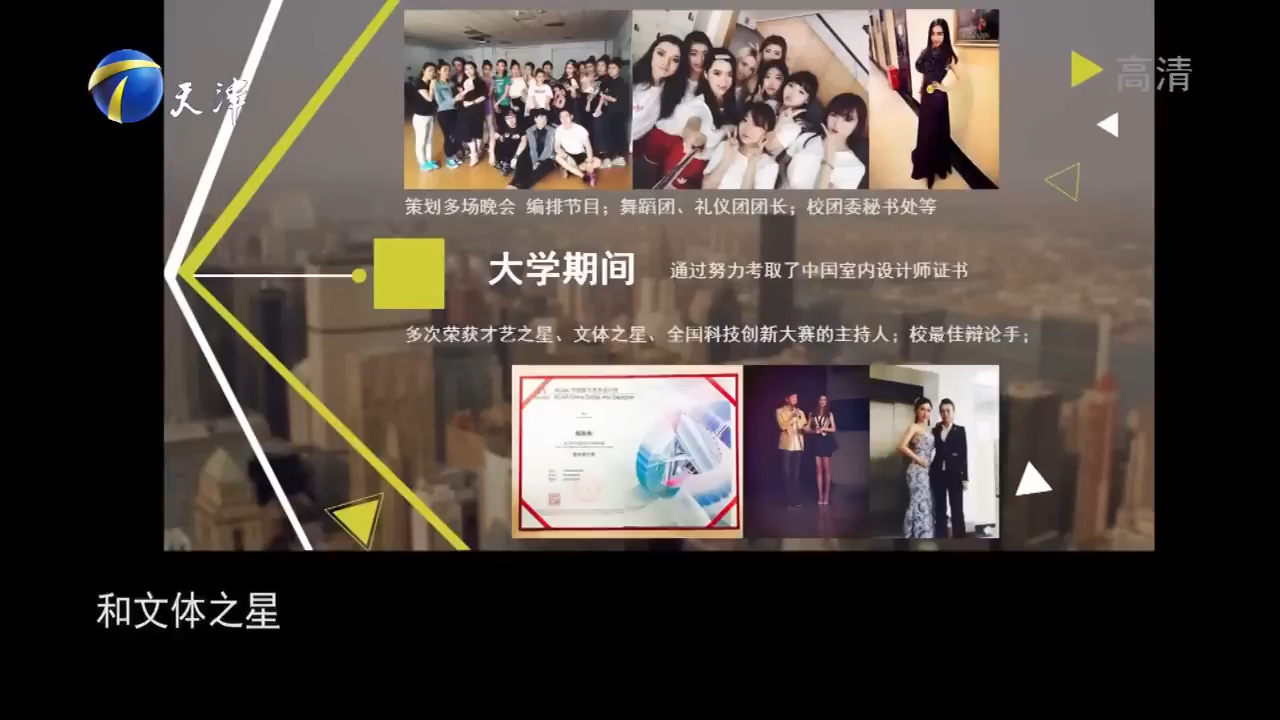 天津
高清
策划多场晚会 编排节目；舞蹈团、礼仪团团长；校团委秘书处等
大学期间
通过努力考取了中国室内设计师证书
多次荣获才艺之星、文体之星、全国科技创新大赛的主持人；校最佳辩论手；
和文体之星